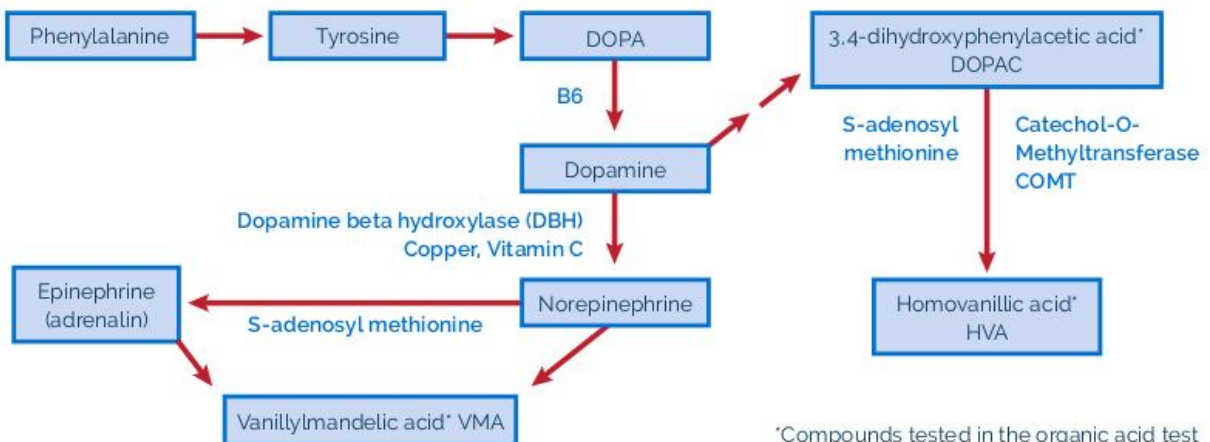 Phenylalanine
Tyrosine
DOPA
3,4-dihydroxyphenylacetic acid*
DOPAC
B6
S-adenosyl
methionine
Catechol-O-
Methyltransferase
COMT
Dopamine
Dopamine beta hydroxylase (DBH)
Copper, Vitamin C
Epinephrine
(adrenalin)
S-adenosyl methionine
Norepinephrine
Homovanillic acid*
HVA
Vanillylmandelic acid* VMA
*Compounds tested in the organic acid test